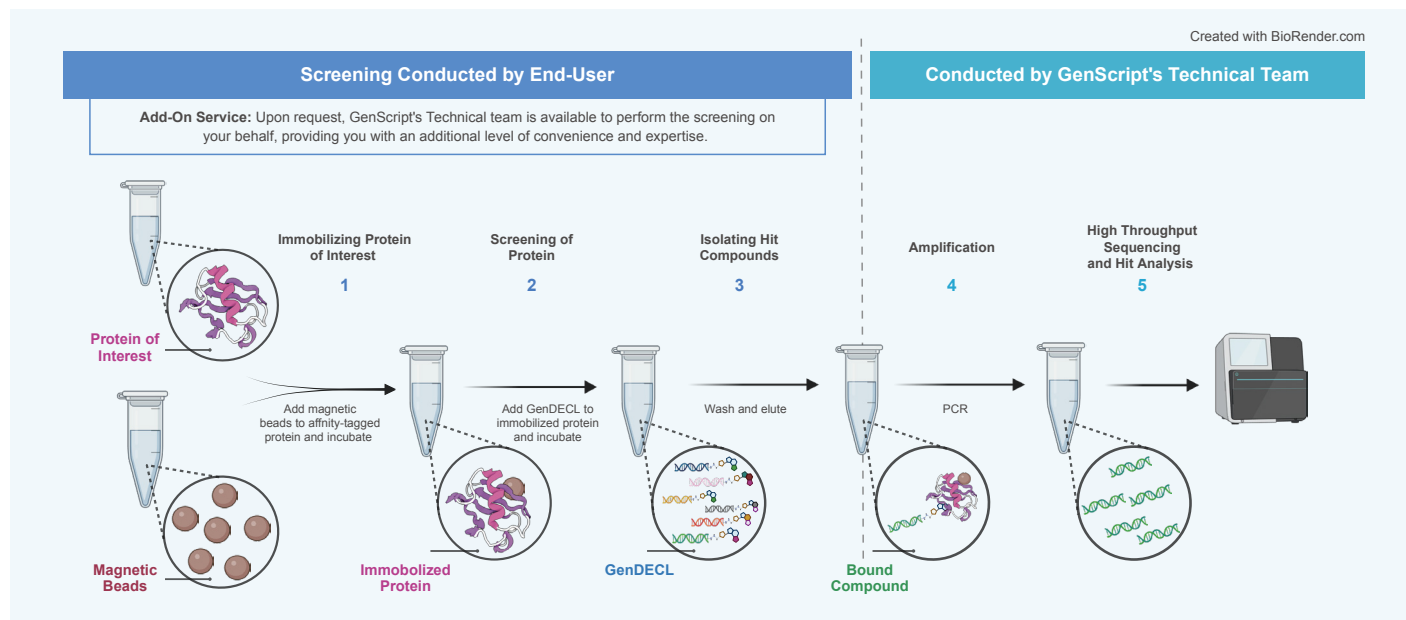 Created with BioRender.com
Screening Conducted by End-User
Conducted by GenScript's Technical Team
Add-On Service: Upon request, GenScript's Technical team is available to perform the screening on
your behalf, providing you with an additional level of convenience and expertise.
Immobilizing Protein
of Interest
1
Screening of
Protein
2
Isolating Hit
Compounds
3
Amplification
4
High Throughput
Sequencing
and Hit Analysis
5
Protein of
Interest
Add magnetic
beads to affnity-tagged
protein and incubate
Add GenDECL to
immobilized protein
and incubate
Wash and elute
PCR
Magnetic
Beads
Immobolized
Protein
GenDECL
Bound
Compound